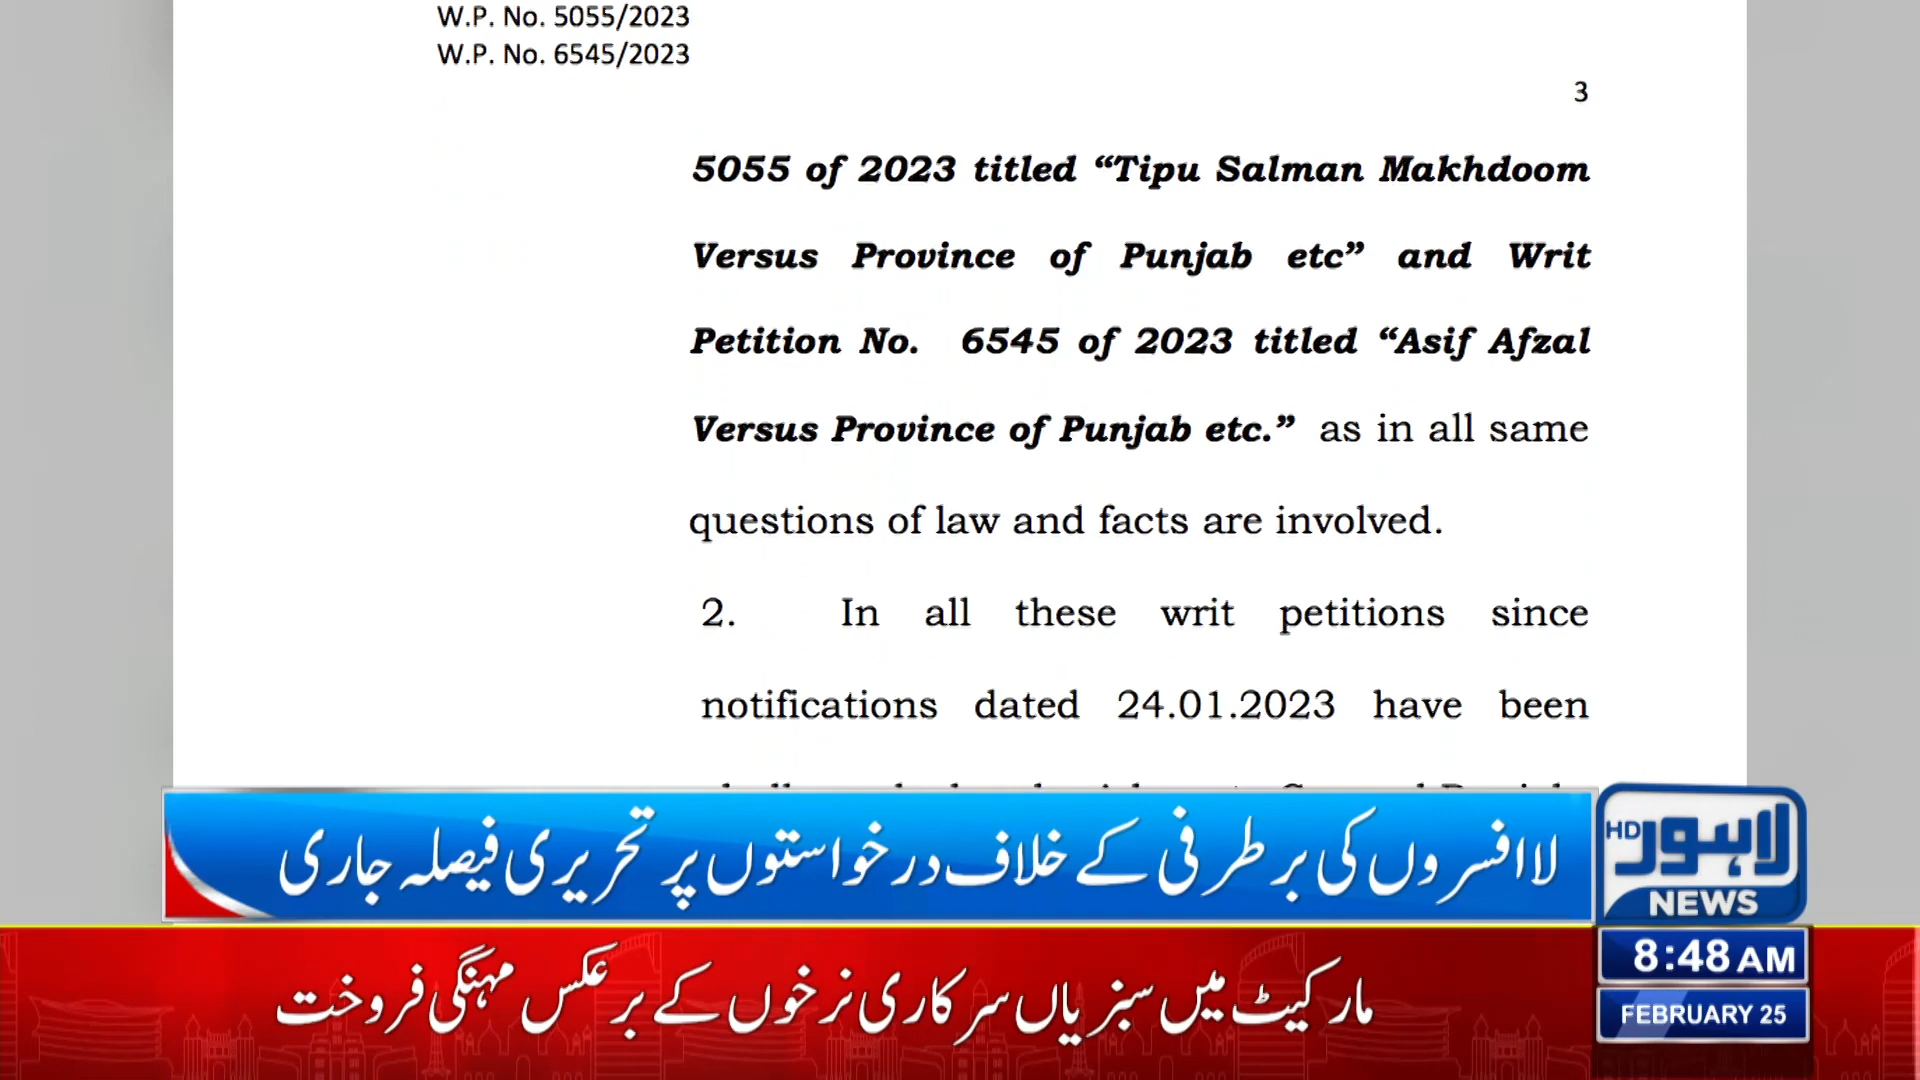 W.P. No. 5055/2023
W.P. No. 6545/2023
3
5055 of 2023 titled “Tipu Salman Makhdoom
Versus Province of Punjab etc” and Writ
Petition No. 6545 of 2023 titled “Asif Afzal
Versus Province of Punjab etc.” as in all same
questions of law and facts are involved.
2. In all these writ petitions since
notifications dated 24.01.2023 have been
لا افسروں کی برطرفی کے خلاف درخواستوں پر تحریری فیصلہ جاری
لاہور HD
NEWS
8:48 AM
مارکیٹ میں سبزیاں سرکاری نرخوں کے برعکس مہنگی فروخت
FEBRUARY 25